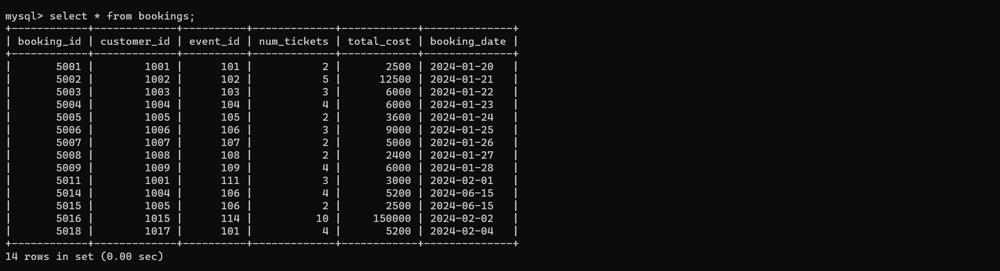 mysql> select * from bookings;
+------------+-------------+----------+-------------+------------+--------------+
| booking_id | customer_id | event_id | num_tickets | total_cost | booking_date |
+------------+-------------+----------+-------------+------------+--------------+
|       5001 |        1001 |      101 |           2 |       2500 | 2024-01-20   |
|       5002 |        1002 |      102 |           5 |      12500 | 2024-01-21   |
|       5003 |        1003 |      103 |           3 |       6000 | 2024-01-22   |
|       5004 |        1004 |      104 |           4 |       6000 | 2024-01-23   |
|       5005 |        1005 |      105 |           2 |       3600 | 2024-01-24   |
|       5006 |        1006 |      106 |           3 |       9000 | 2024-01-25   |
|       5007 |        1007 |      107 |           2 |       5000 | 2024-01-26   |
|       5008 |        1008 |      108 |           2 |       2400 | 2024-01-27   |
|       5009 |        1009 |      109 |           4 |       6000 | 2024-01-28   |
|       5011 |        1001 |      111 |           3 |       3000 | 2024-02-01   |
|       5014 |        1004 |      106 |           4 |       5200 | 2024-06-15   |
|       5015 |        1005 |      106 |           2 |       2500 | 2024-06-15   |
|       5016 |        1015 |      114 |          10 |     150000 | 2024-02-02   |
|       5018 |        1017 |      101 |           4 |       5200 | 2024-02-04   |
+------------+-------------+----------+-------------+------------+--------------+
14 rows in set (0.00 sec)